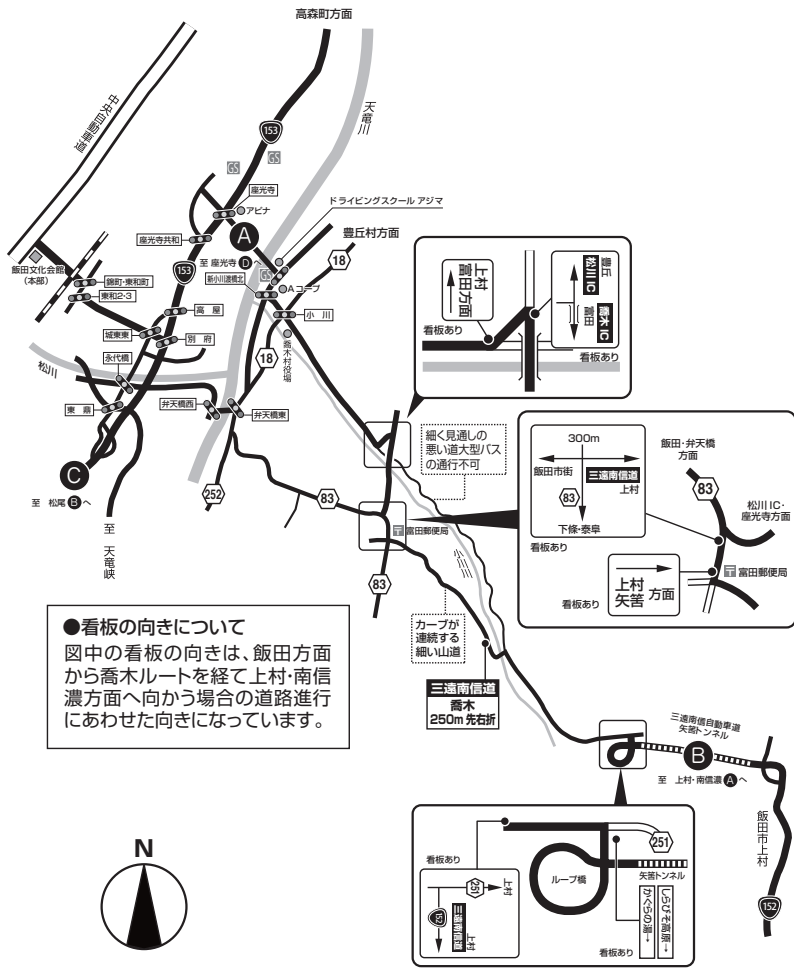 高森町方面
天竜川
中央自動車道
153
GS
GS
座光寺
アピナ
ドライビングスクール アジマ
座光寺共和
A
豊丘村方面
至 座光寺 D へ
18
飯田文化会館
(本部)
153
GS
新小川渡橋北
Aコープ
錦町・東和町
東和2・3
高屋
小川
城東東
別府
喬木村役場
永代橋
18
松川
東鼎
弁天橋西
弁天橋東
C
至 松尾 B へ
252
至 天竜峡
83
細く見通しの
悪い道大型バス
の通行不可
富田郵便局
83
カーブが
連続する
細い山道
三遠南信道
喬木
250m 先右折
上村
富田方面
看板あり
豊丘
松川IC
喬木IC
富田
看板あり
300m
飯田市街
三遠南信道
上村
83
下條・泰阜
看板あり
飯田・弁天橋
方面
83
松川IC・
座光寺方面
富田郵便局
上村
矢筈
方面
看板あり
●看板の向きについて
図中の看板の向きは、飯田方面
から喬木ルートを経て上村・南信
濃方面へ向かう場合の道路進行
にあわせた向きになっています。
三遠南信自動車道
矢筈トンネル
B
至 上村・南信濃 A へ
飯田市上村
152
N
看板あり
251
上村
152
三遠南信道
上村
ループ橋
251
矢筈トンネル
しらびそ高原→
かぐらの湯→
看板あり